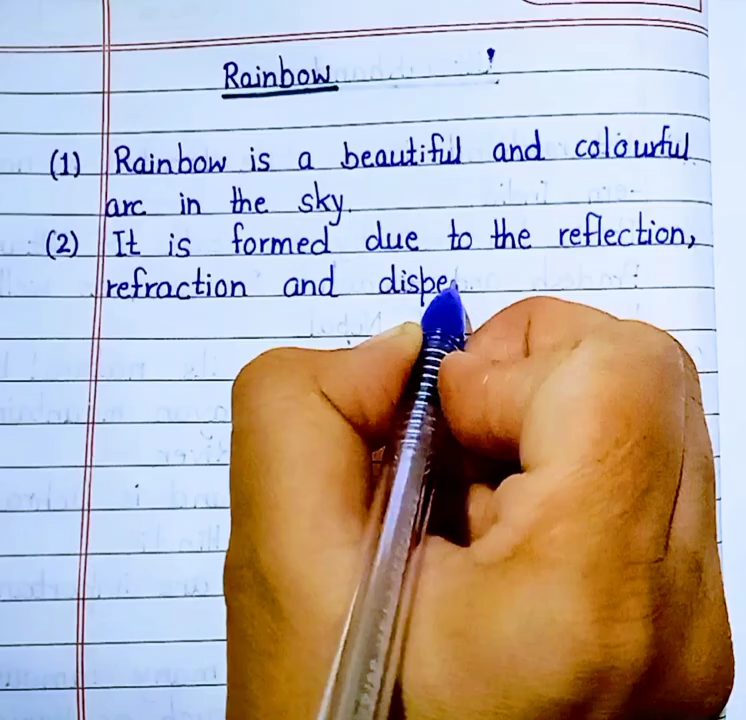 Rainbow
(1) Rainbow is a beautiful and colourful
arc in the sky.
(2) It is formed due to the reflection,
refraction and dispe